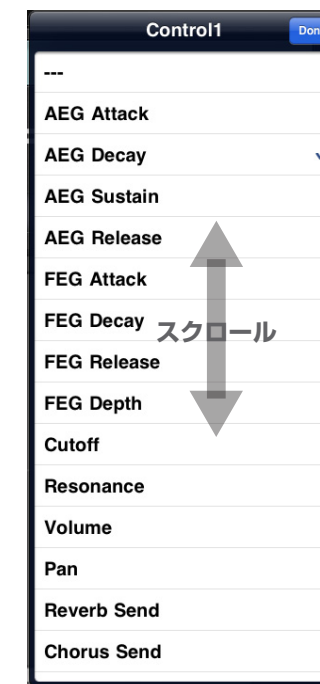 Control1 Don
---
AEG Attack
AEG Decay
AEG Sustain
AEG Release
FEG Attack
FEG Decay
スクロール
FEG Release
FEG Depth
Cutoff
Resonance
Volume
Pan
Reverb Send
Chorus Send